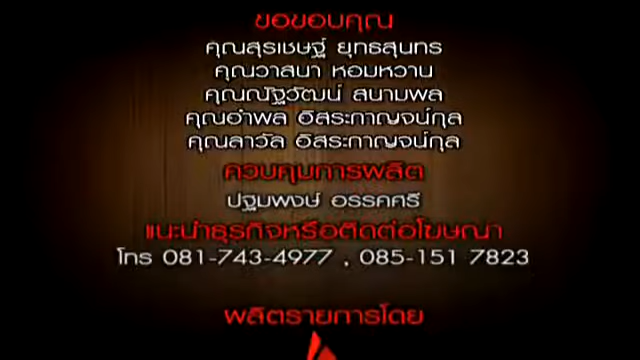 ขอขอบคุณ
คุณสุรเชษฐ์ ยุทธสุนทร
คุณวาสนา หอมหวาน
คุณณัฐวัฒน์ สนามพล
คุณอำพล อิสระกาญจน์กุล
คุณลาวัล อิสระกาญจน์กุล
ควบคุมการผลิต
ปฐมพงษ์ อรรคศรี
แนะนำธุรกิจหรือติดต่อโฆษณา
โทร 081-743-4977 , 085-151 7823
ผลิตรายการโดย